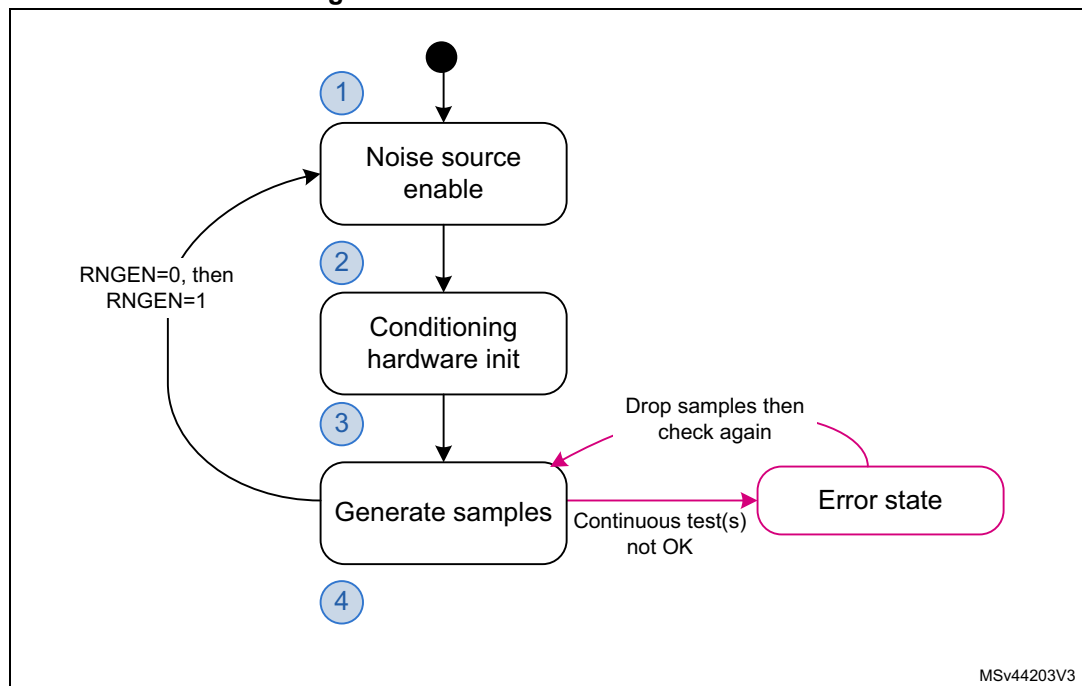 1
Noise source
enable
2
RNGEN=0, then
RNGEN=1
Conditioning
hardware init
3
Drop samples then
check again
Generate samples
Continuous test(s)
not OK
Error state
4
MSv44203V3